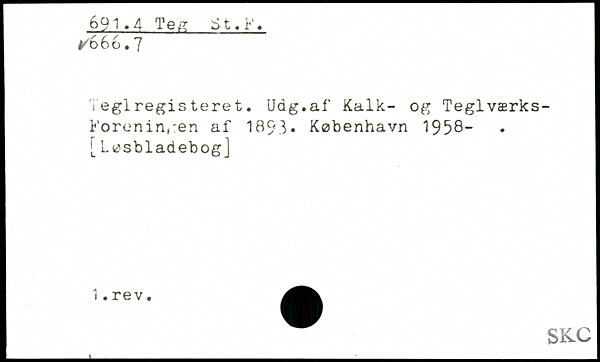 691.4 Teg St.F.
✓666.7
Teglregisteret. Udg.af Kalk- og Teglværks-
Foreningen af 1893. København 1958- .
[Løsbladebog]
1.rev.
SKC